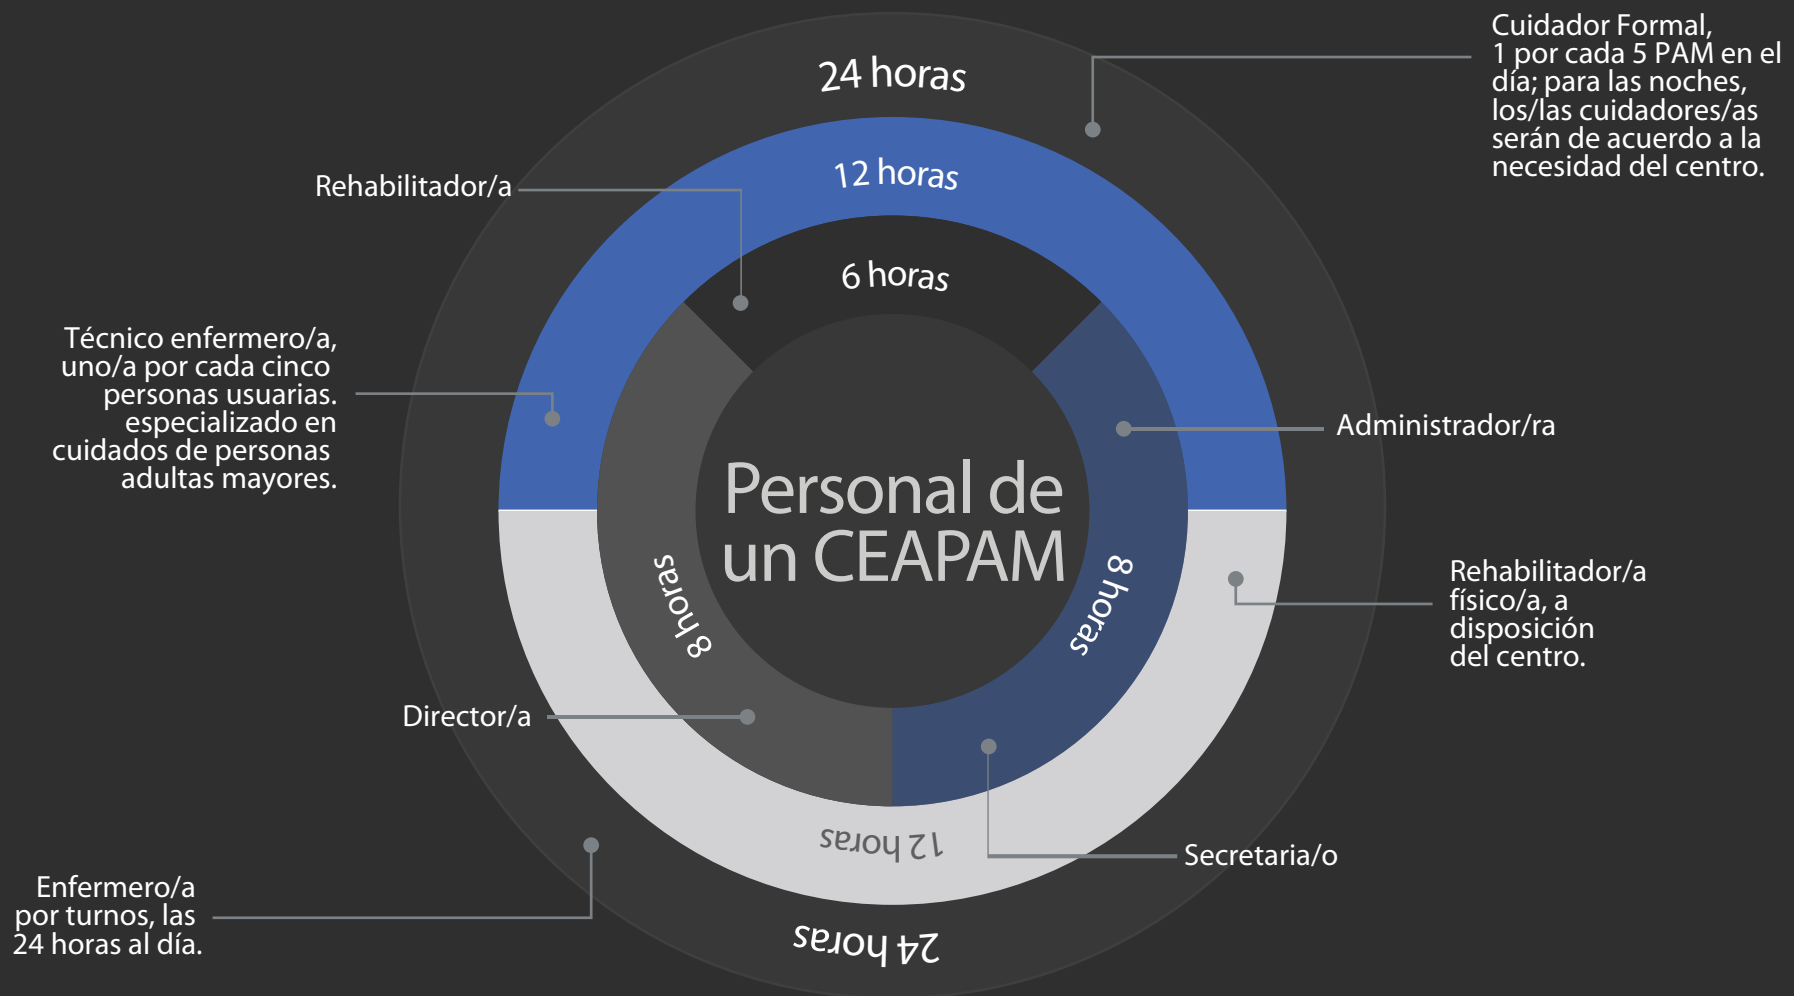 24 horas
Cuidador Formal,
1 por cada 5 PAM en el
día; para las noches,
los/las cuidadores/as
serán de acuerdo a la
necesidad del centro.
12 horas
Rehabilitador/a
6 horas
Técnico enfermero/a,
uno/a por cada cinco
personas usuarias.
especializado en
cuidados de personas
adultas mayores.
Administrador/ra
Personal de
un CEAPAM
8 horas
8 horas
Rehabilitador/a
físico/a, a
disposición
del centro.
Director/a
12 horas
Secretaria/o
Enfermero/a
por turnos, las
24 horas al día.
24 horas